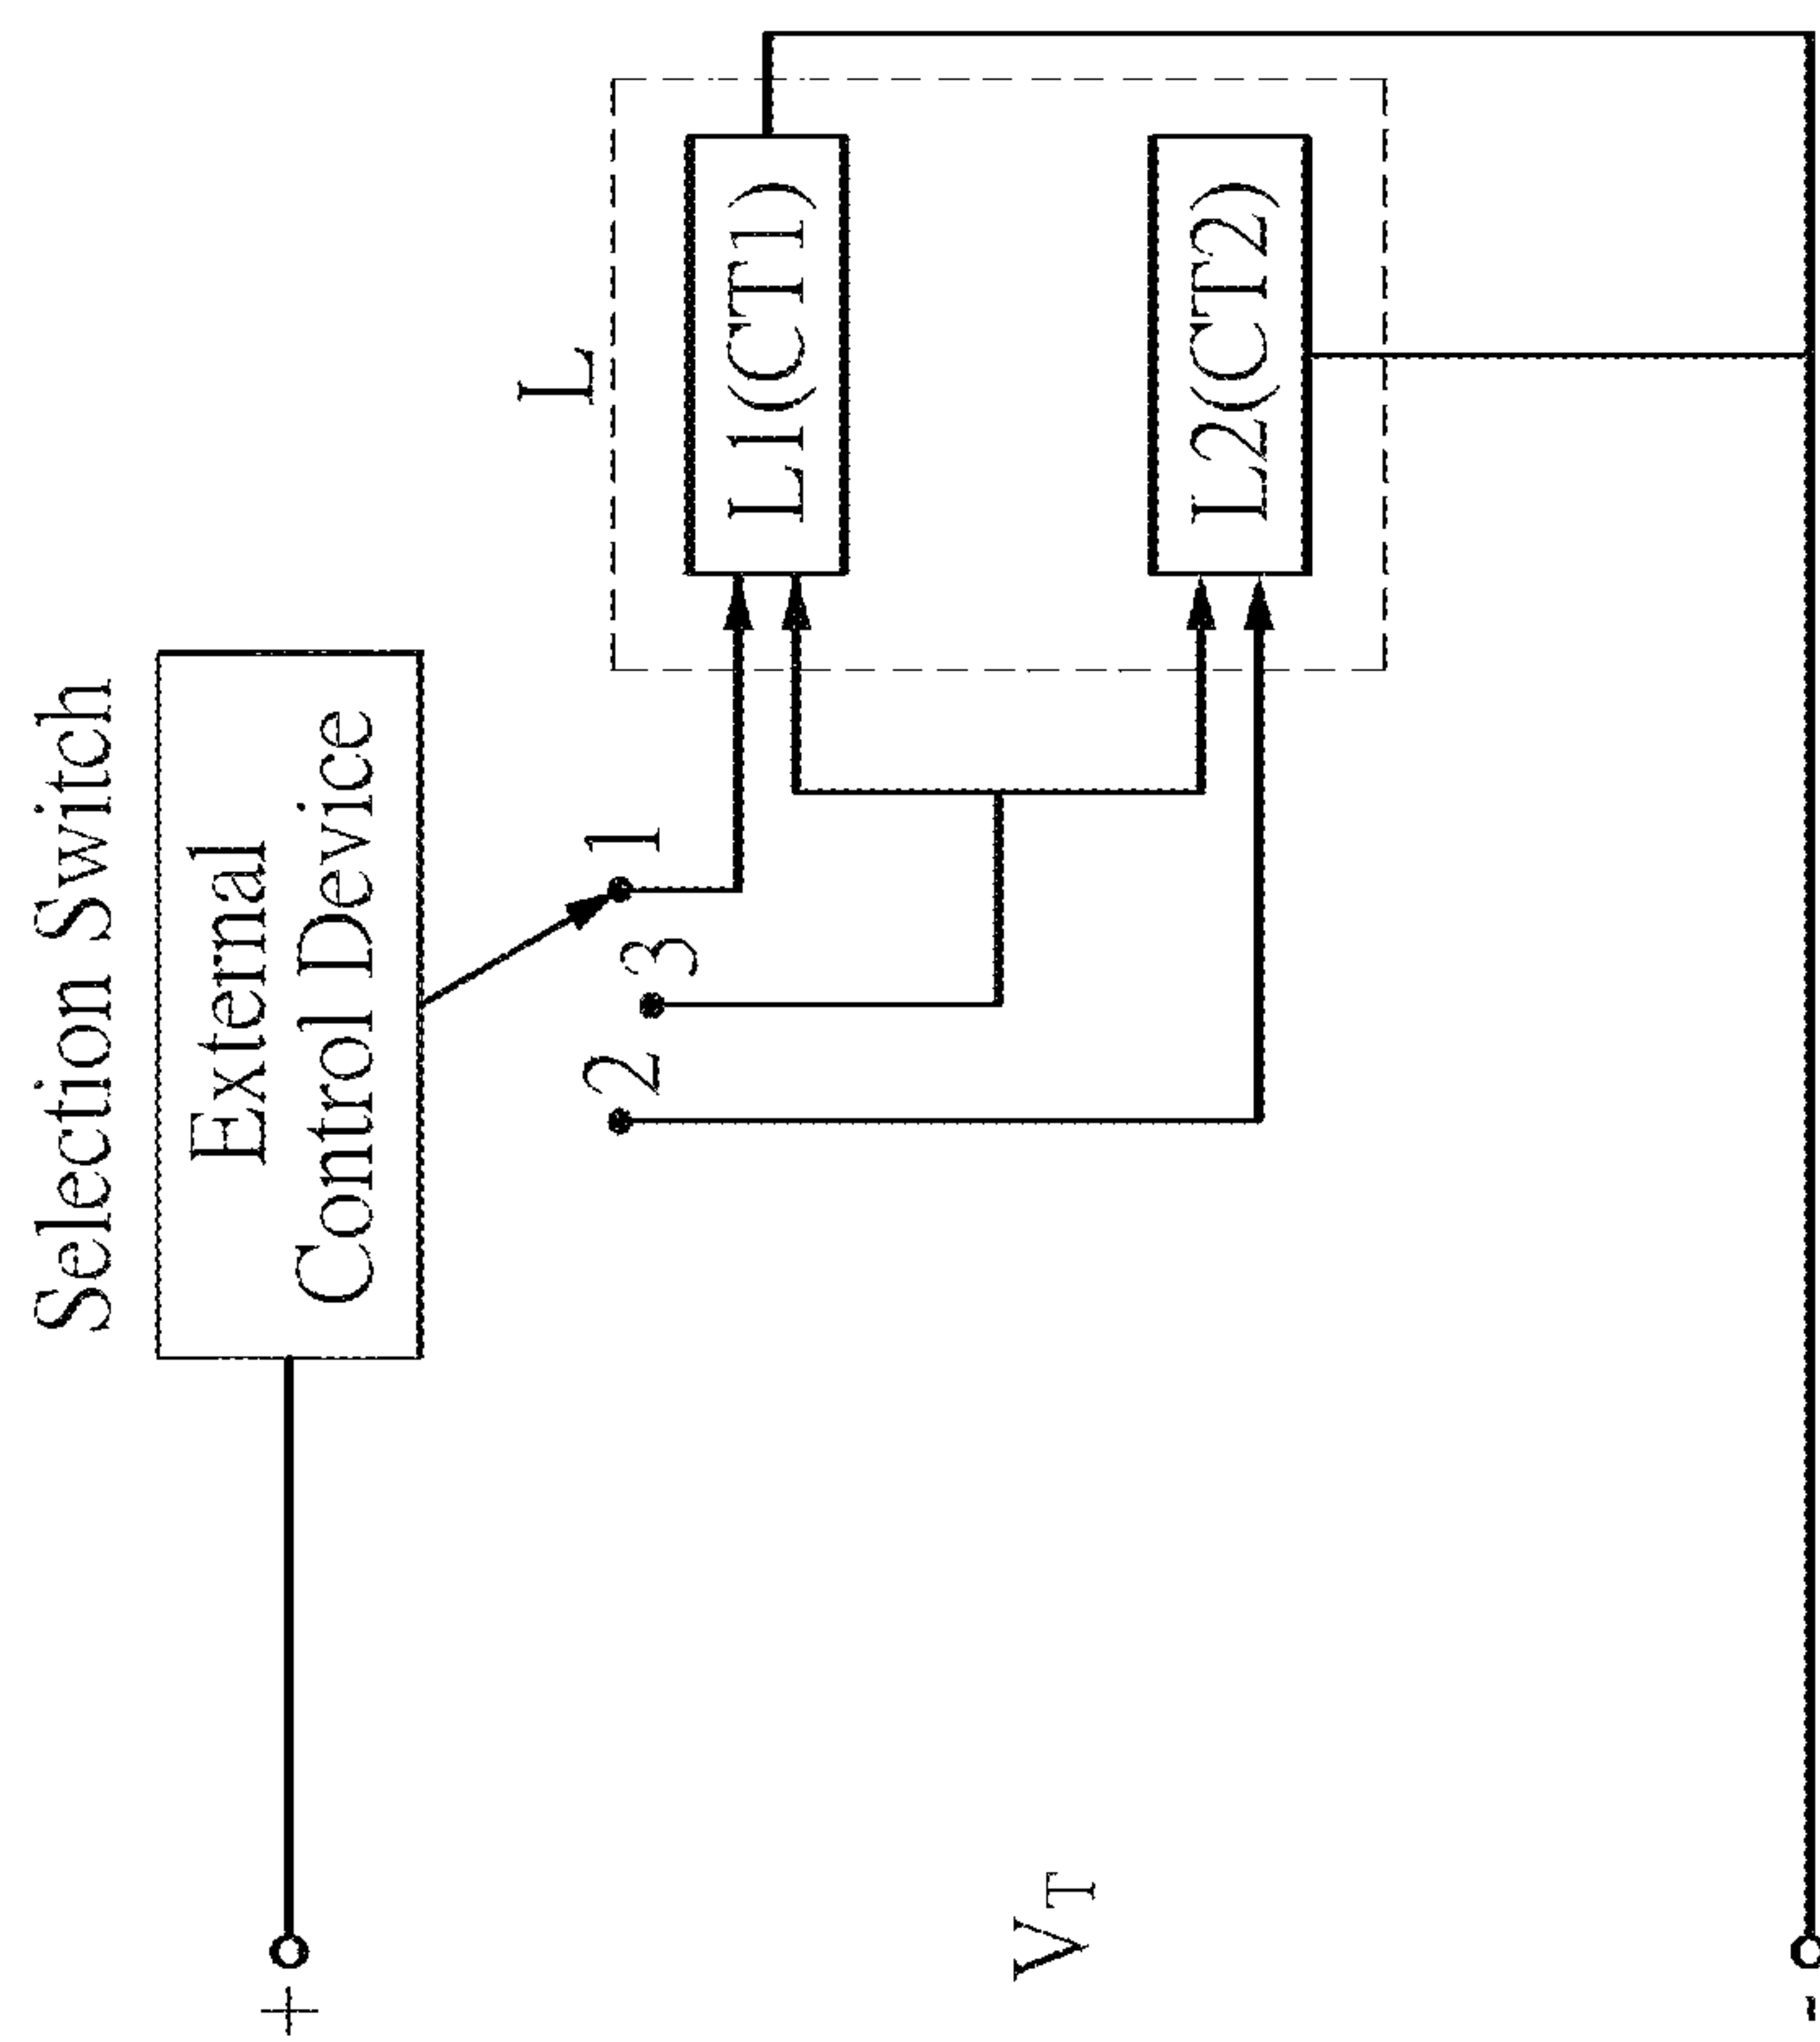 Selection Switch
External
Control Device
+
2
3
1
L
L1(CT1)
L2(CT2)
VT
-